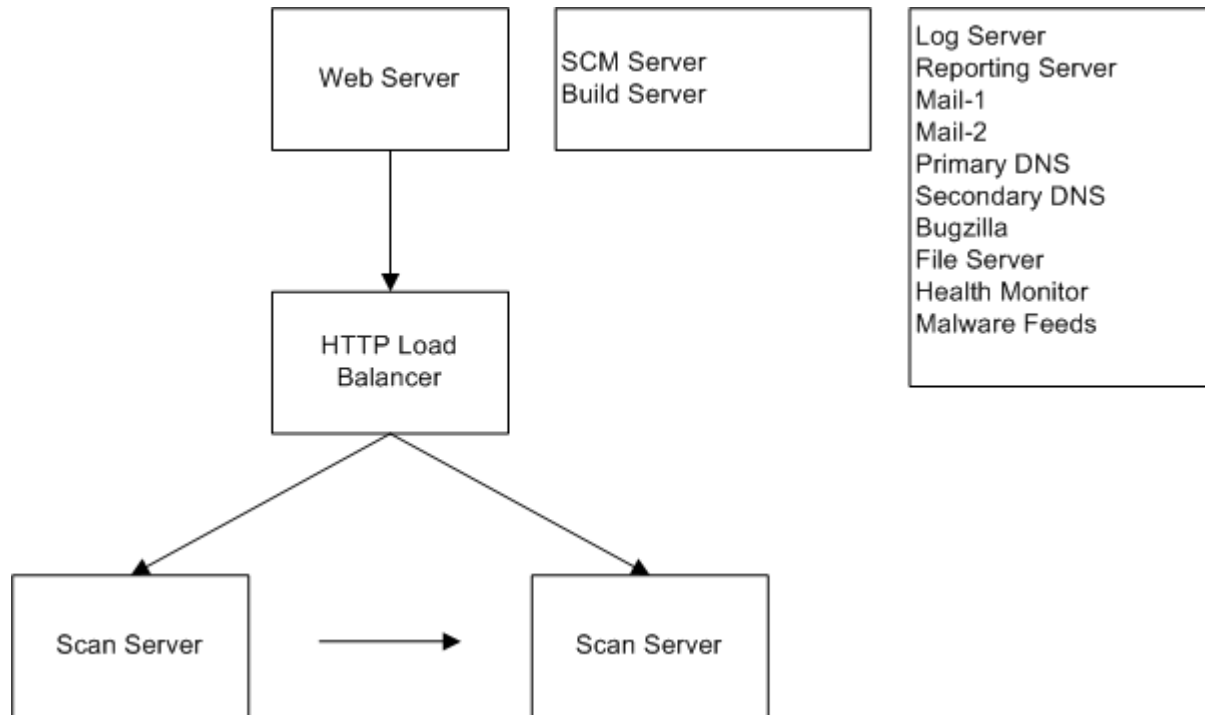 Web Server
SCM Server
Build Server
Log Server
Reporting Server
Mail-1
Mail-2
Primary DNS
Secondary DNS
Bugzilla
File Server
Health Monitor
Malware Feeds
HTTP Load
Balancer
Scan Server
Scan Server